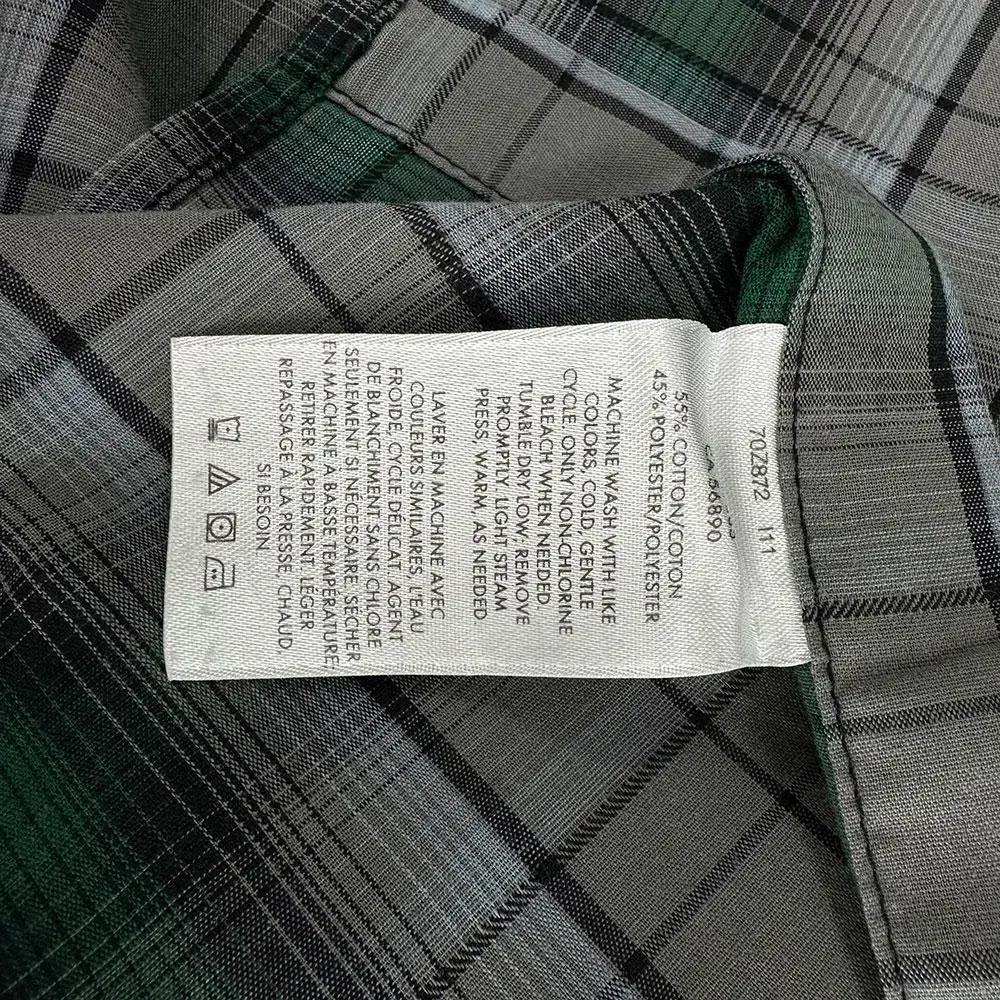 70Z872 I11
56890
55% COTTON/COTON
45% POLYESTER/POLYESTER
MACHINE WASH WITH LIKE
COLORS, COLD, GENTLE
CYCLE. ONLY NON-CHLORINE
BLEACH WHEN NEEDED.
TUMBLE DRY LOW, REMOVE
PROMPTLY. LIGHT STEAM
PRESS, WARM, AS NEEDED
LAVER EN MACHINE AVEC
COULEURS SIMILAIRES, L'EAU
FROIDE, CYCLE DÉLICAT. AGENT
DE BLANCHIMENT SANS CHLORE
SEULEMENT SI NÉCESSAIRE. SÉCHER
EN MACHINE A BASSE TEMPÉRATURE,
RETIRER RAPIDEMENT. LÉGER
REPASSAGE À LA PRESSE, CHAUD,
SI BESOIN